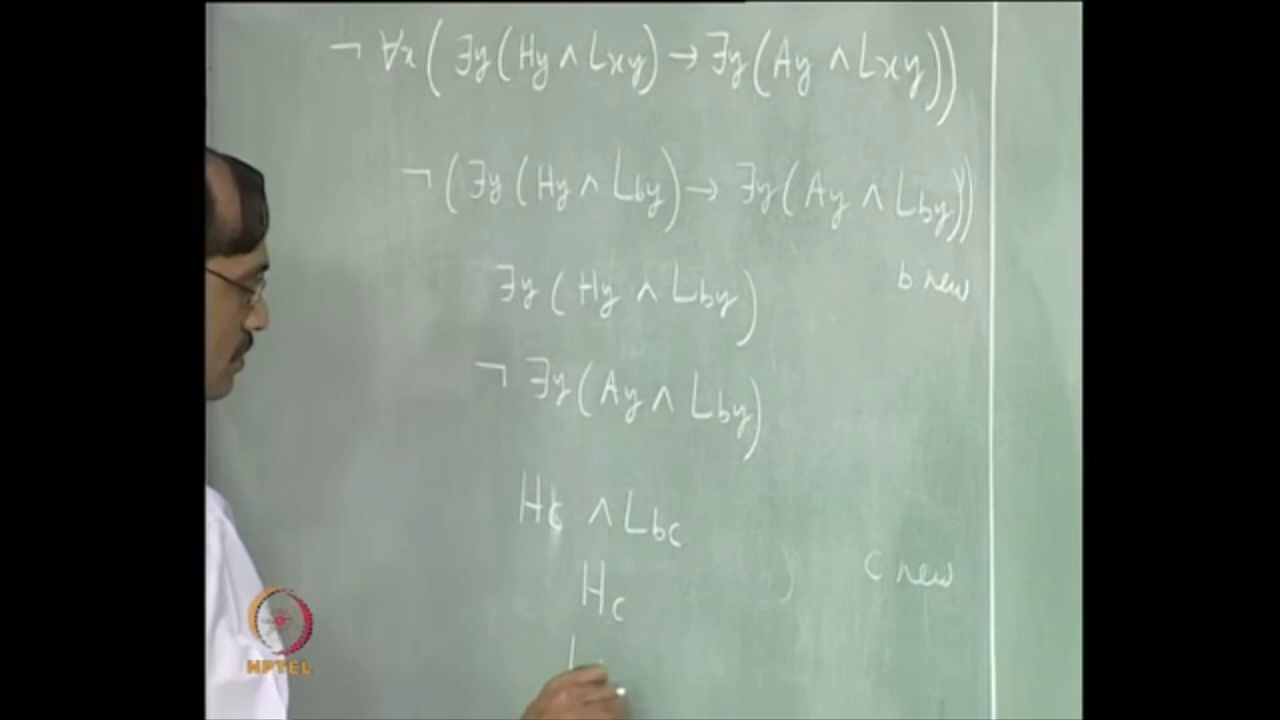 ¬ ∀x(∃y(Hy ∧ Lxy) → ∃y(Ay ∧ Lxy))
¬(∃y(Hy ∧ Lby) → ∃y(Ay ∧ Lby))
b new
∃y(Hy ∧ Lby)
¬ ∃y(Ay ∧ Lby)
Hc ∧ Lbc
c new
Hc
NPTEL